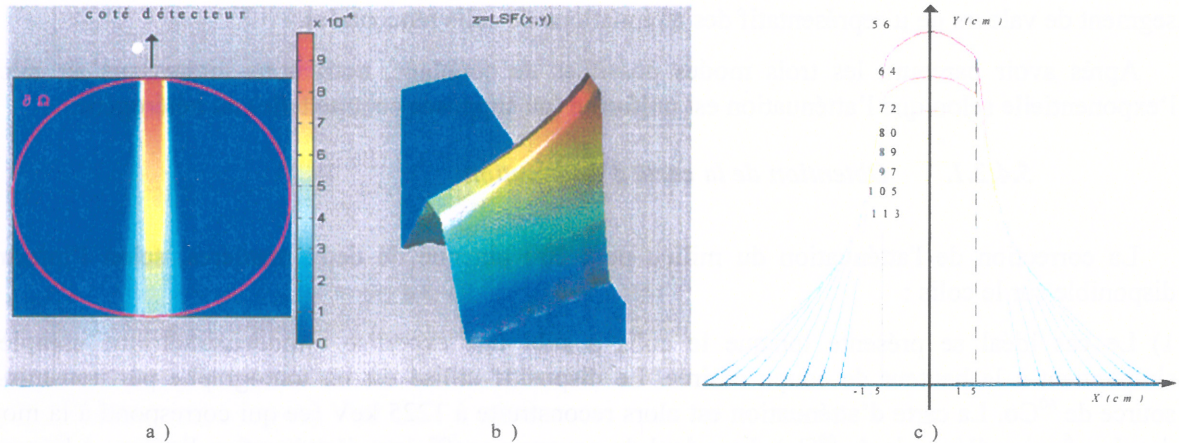 coté détecteur
∂Ω
x 10⁻⁴
9
8
7
6
5
4
3
2
1
0
a )
z=LSF(x,y)
b )
Y(cm)
56
64
72
80
89
97
105
113
-15
15
X(cm)
c )